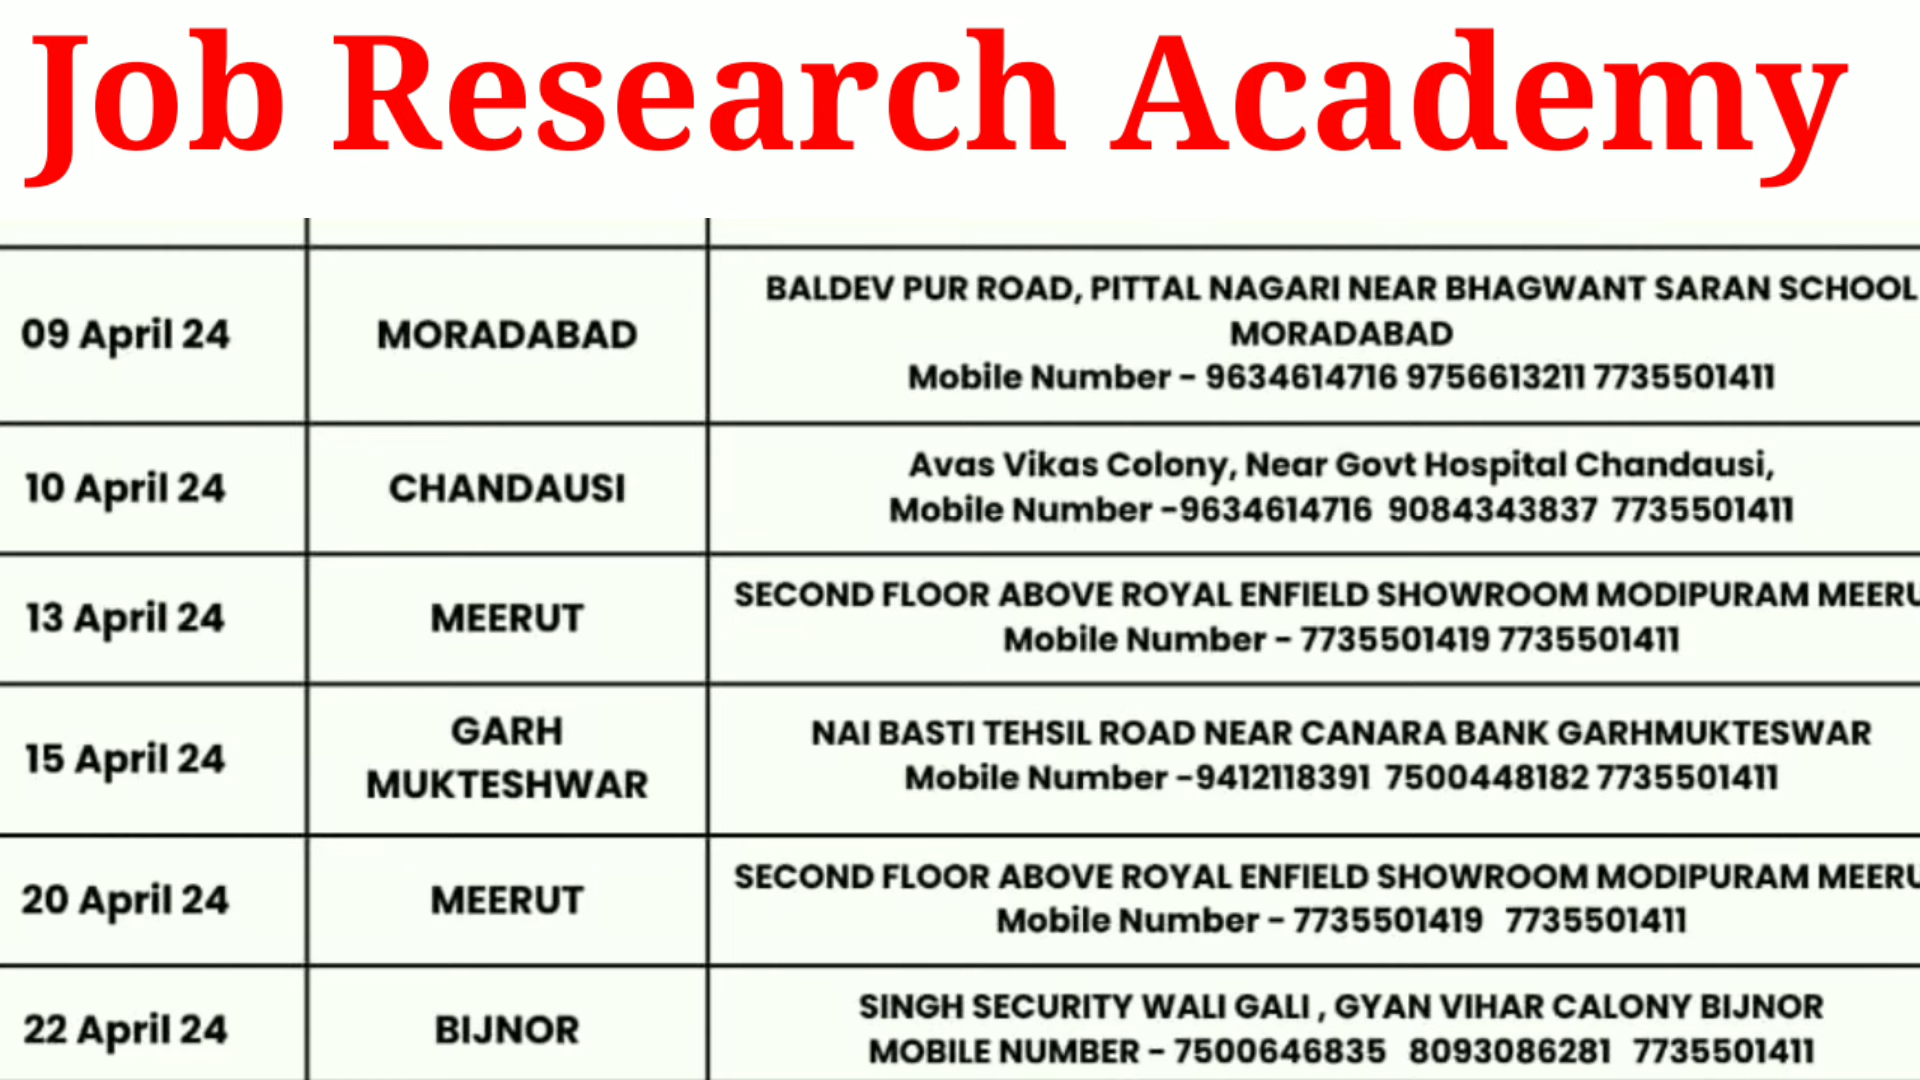 Job Research Academy
09 April 24
MORADABAD
BALDEV PUR ROAD, PITTAL NAGARI NEAR BHAGWANT SARAN SCHOOL
MORADABAD
Mobile Number - 9634614716 9756613211 7735501411
10 April 24
CHANDAUSI
Avas Vikas Colony, Near Govt Hospital Chandausi,
Mobile Number -9634614716 9084343837 7735501411
13 April 24
MEERUT
SECOND FLOOR ABOVE ROYAL ENFIELD SHOWROOM MODIPURAM MEERU
Mobile Number - 7735501419 7735501411
15 April 24
GARH
MUKTESHWAR
NAI BASTI TEHSIL ROAD NEAR CANARA BANK GARHMUKTESWAR
Mobile Number -9412118391 7500448182 7735501411
20 April 24
MEERUT
SECOND FLOOR ABOVE ROYAL ENFIELD SHOWROOM MODIPURAM MEERU
Mobile Number - 7735501419 7735501411
22 April 24
BIJNOR
SINGH SECURITY WALI GALI , GYAN VIHAR CALONY BIJNOR
MOBILE NUMBER - 7500646835 8093086281 7735501411